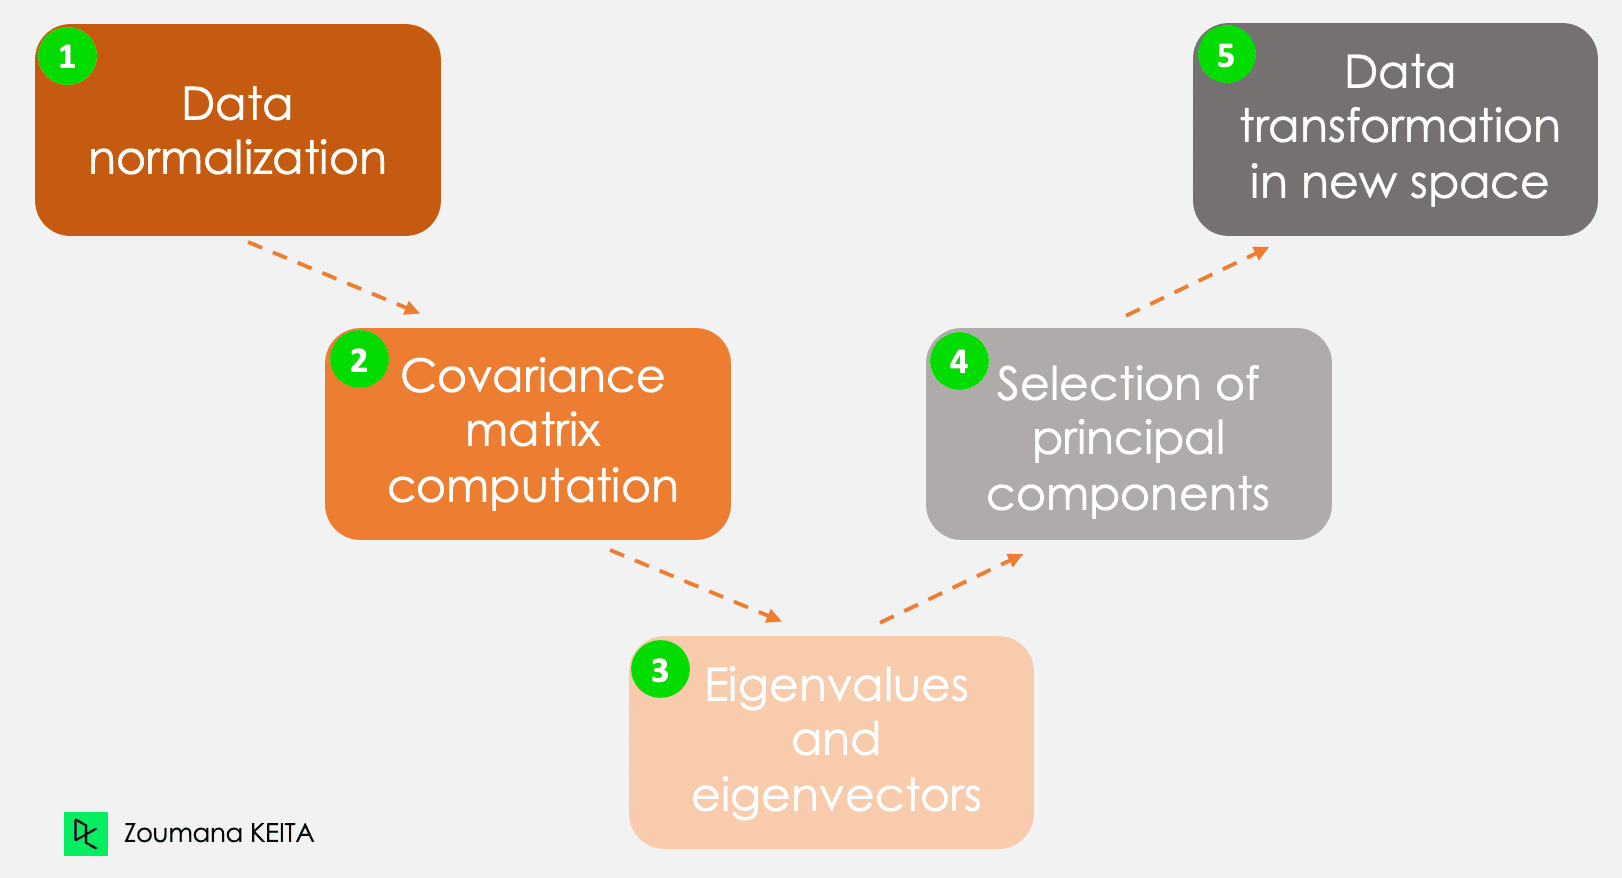 1
Data
normalization
2
Covariance
matrix
computation
3
Eigenvalues
and
eigenvectors
4
Selection of
principal
components
5
Data
transformation
in new space
Zoumana KEITA